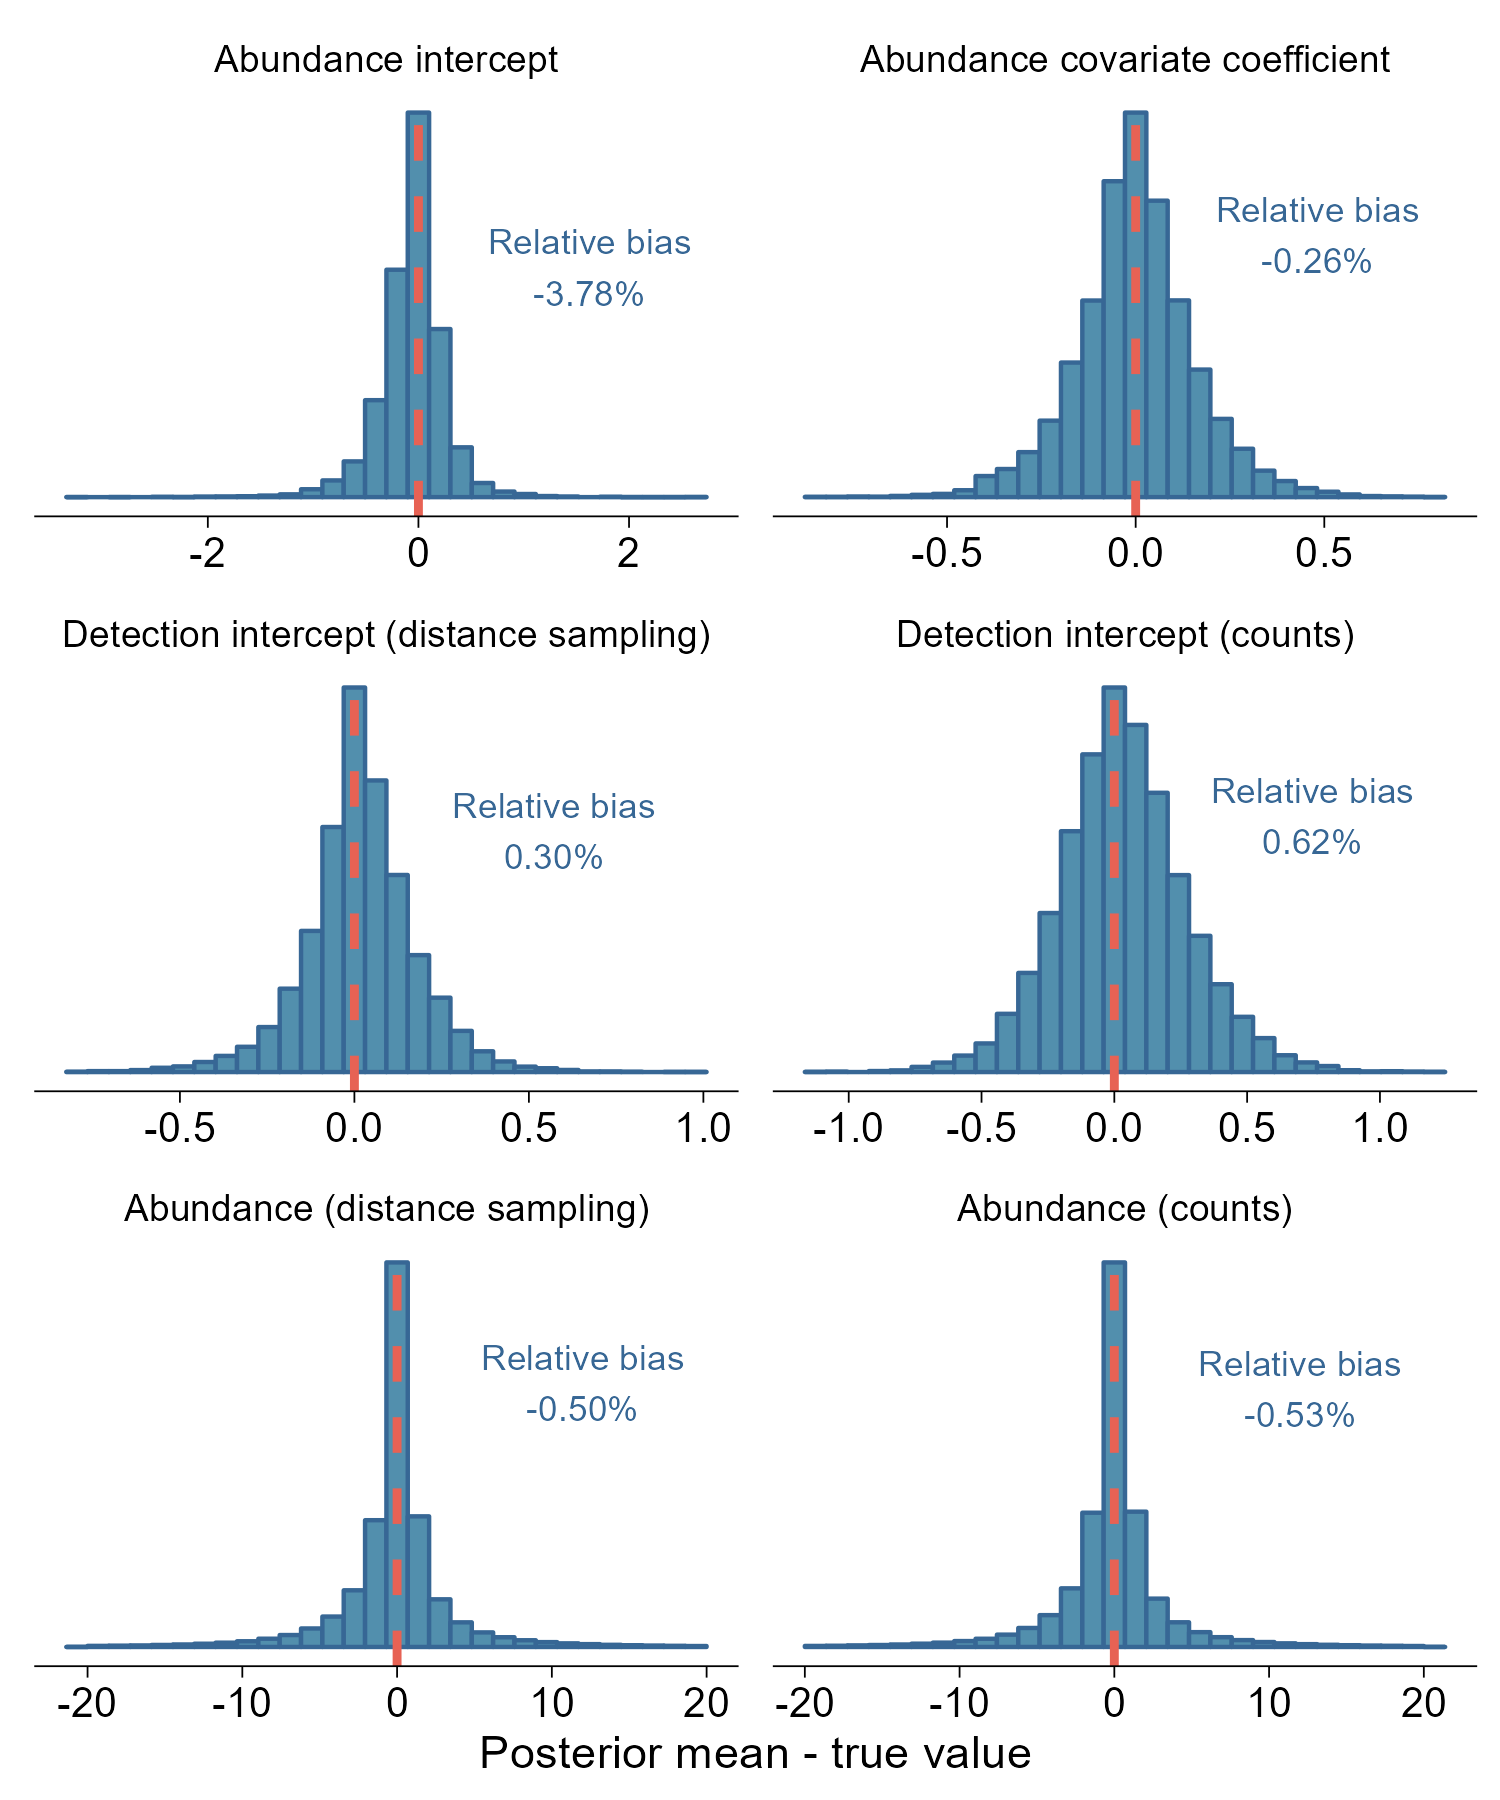 Abundance intercept
Relative bias
-3.78%
-2 0 2
Abundance covariate coefficient
Relative bias
-0.26%
-0.5 0.0 0.5
Detection intercept (distance sampling)
Relative bias
0.30%
-0.5 0.0 0.5 1.0
Detection intercept (counts)
Relative bias
0.62%
-1.0 -0.5 0.0 0.5 1.0
Abundance (distance sampling)
Relative bias
-0.50%
-20 -10 0 10 20
Abundance (counts)
Relative bias
-0.53%
-20 -10 0 10 20
Posterior mean - true value